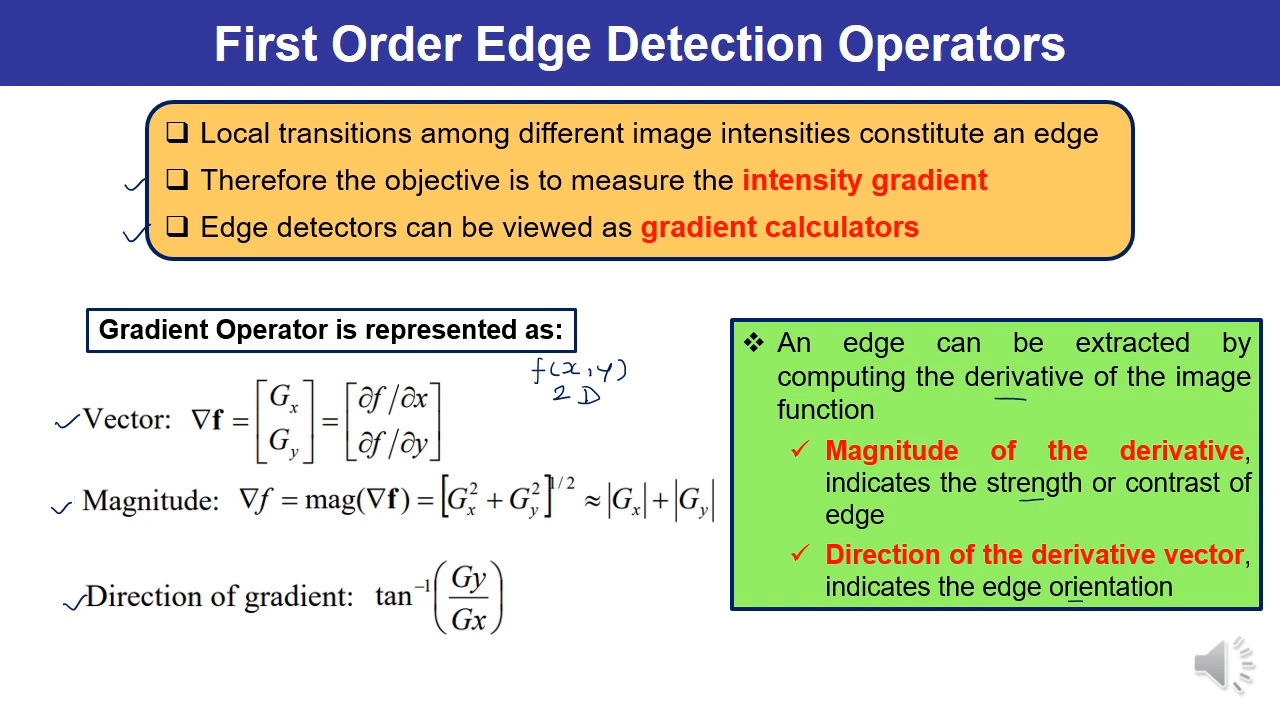 First Order Edge Detection Operators
❑ Local transitions among different image intensities constitute an edge
❑ Therefore the objective is to measure the intensity gradient
❑ Edge detectors can be viewed as gradient calculators
Gradient Operator is represented as:
f(x,y)
2 D
Vector: ∇f = [Gx; Gy] = [∂f/∂x; ∂f/∂y]
Magnitude: ∇f = mag(∇f) = [Gx² + Gy²]^1/2 ≈ |Gx| + |Gy|
Direction of gradient: tan⁻¹(Gy/Gx)
❖ An edge can be extracted by
computing the derivative of the image
function
✓ Magnitude of the derivative,
indicates the strength or contrast of
edge
✓ Direction of the derivative vector,
indicates the edge orientation